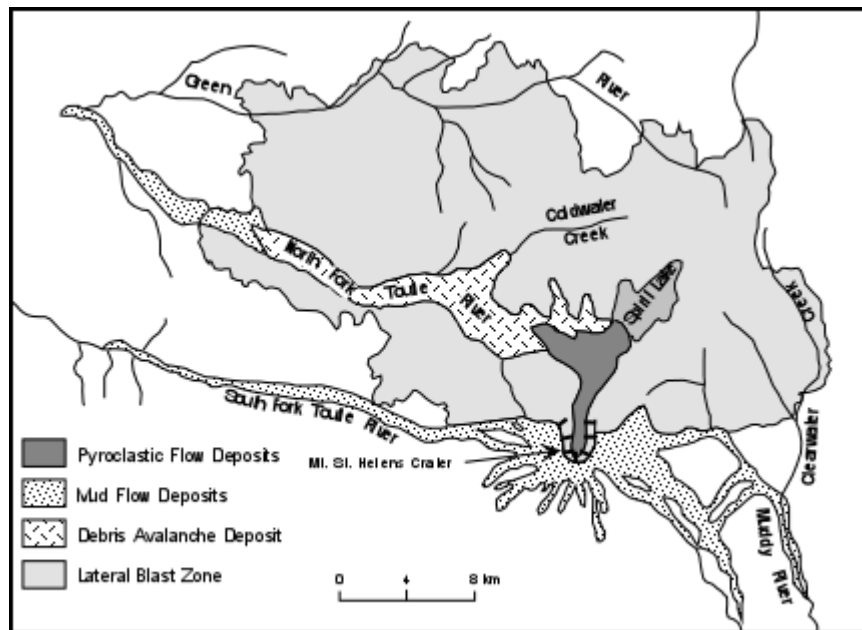 Green
River
Coldwater
Creek
North Fork
Toutle
River
Spirit Lake
Creek
Clearwater
South Fork Toutle
River
Mt. St. Helens Crater
Muddy
River
Pyroclastic Flow Deposits
Mud Flow Deposits
Debris Avalanche Deposit
Lateral Blast Zone
0 4 8 km